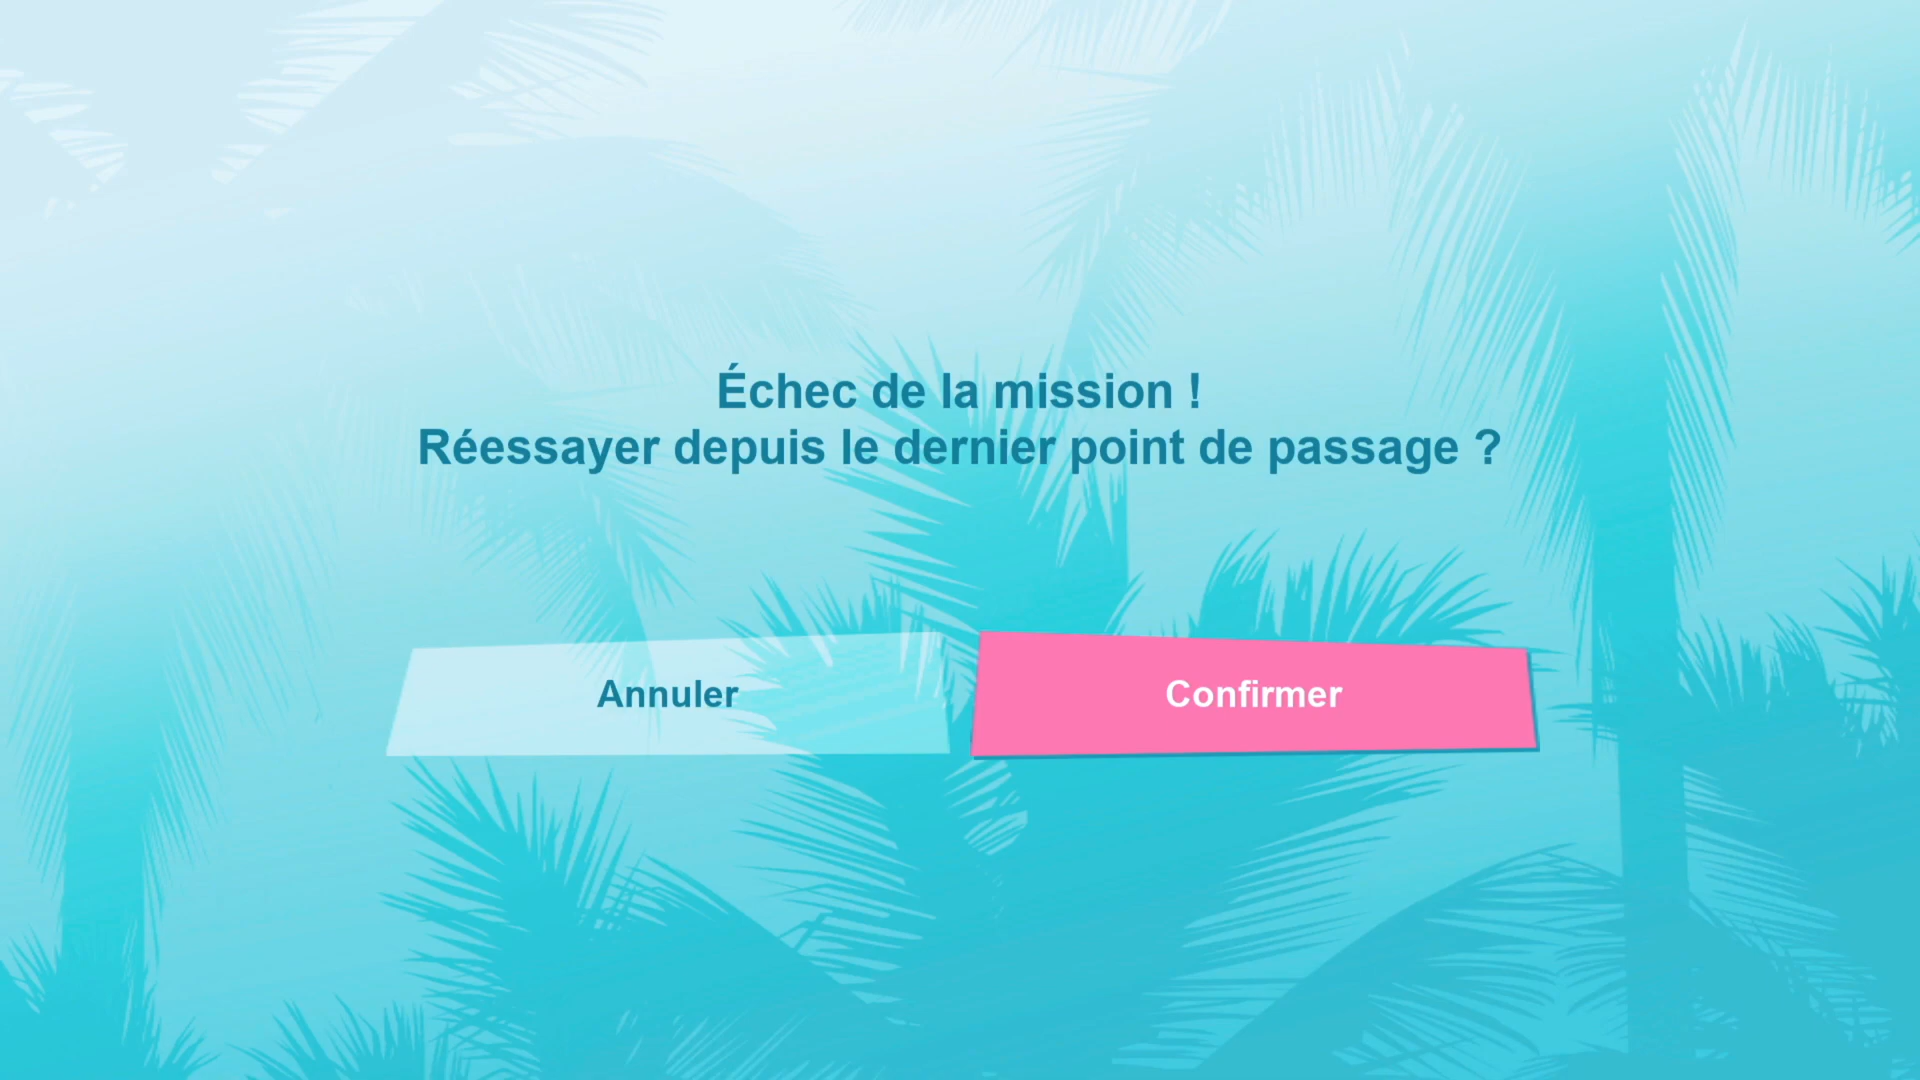 Échec de la mission !
Réessayer depuis le dernier point de passage ?
Annuler
Confirmer